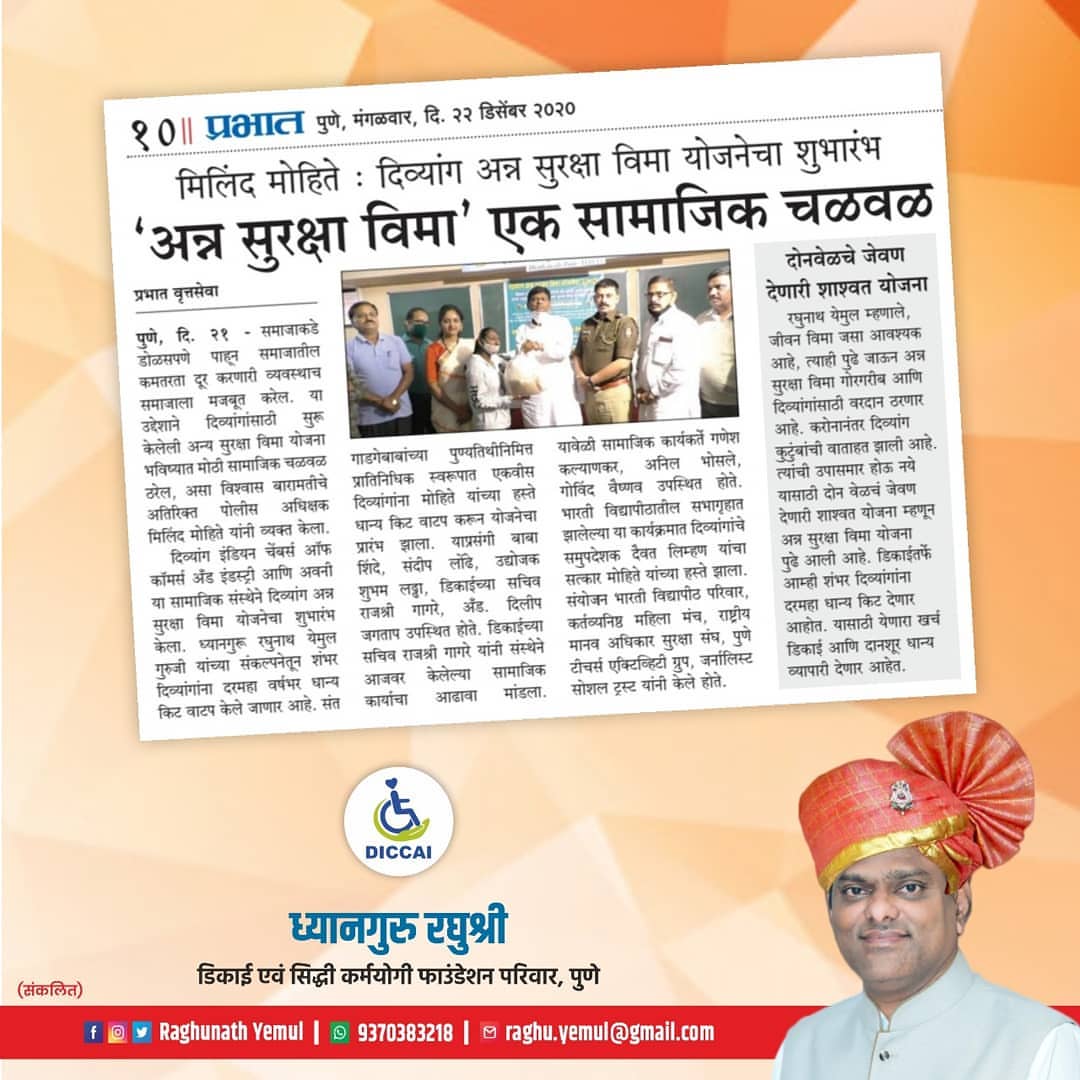 १०॥ प्रभात पुणे, मंगळवार, दि. २२ डिसेंबर २०२०
मिलिंद मोहिते : दिव्यांग अन्न सुरक्षा विमा योजनेचा शुभारंभ
‘अन्न सुरक्षा विमा’ एक सामाजिक चळवळ
प्रभात वृत्तसेवा
पुणे, दि. २१ - समाजाकडे
डोळसपणे पाहून समाजातील
कमतरता दूर करणारी व्यवस्थाच
समाजाला मजबूत करेल. या
उद्देशाने दिव्यांगांसाठी सुरू
केलेली अन्य सुरक्षा विमा योजना
भविष्यात मोठी सामाजिक चळवळ
ठरेल, असा विश्वास बारामतीचे
अतिरिक्त पोलीस अधिक्षक
मिलिंद मोहिते यांनी व्यक्त केला.
दिव्यांग इंडियन चेंबर्स ऑफ
कॉमर्स अँड इंडस्ट्री आणि अवनी
या सामाजिक संस्थेने दिव्यांग अन्न
सुरक्षा विमा योजनेचा शुभारंभ
केला. ध्यानगुरू रघुनाथ येमुल
गुरुजी यांच्या संकल्पनेतून शंभर
दिव्यांगांना दरमहा वर्षभर धान्य
किट वाटप केले जाणार आहे. संत
गाडगेबाबांच्या पुण्यतिथीनिमित्त
प्रातिनिधिक स्वरूपात एकवीस
दिव्यांगांना मोहिते यांच्या हस्ते
धान्य किट वाटप करून योजनेचा
प्रारंभ झाला. याप्रसंगी बाबा
शिंदे, संदीप लोंढे, उद्योजक
शुभम लड्डा, डिकाईच्या सचिव
राजश्री गागरे, अँड. दिलीप
जगताप उपस्थित होते. डिकाईच्या
सचिव राजश्री गागरे यांनी संस्थेने
आजवर केलेल्या सामाजिक
कार्याचा आढावा मांडला.
यावेळी सामाजिक कार्यकर्ते गणेश
कल्याणकर, अनिल भोसले,
गोविंद वैष्णव उपस्थित होते.
भारती विद्यापीठातील सभागृहात
झालेल्या या कार्यक्रमात दिव्यांगांचे
समुपदेशक दैवत लिम्हण यांचा
सत्कार मोहिते यांच्या हस्ते झाला.
संयोजन भारती विद्यापीठ परिवार,
कर्तव्यनिष्ठ महिला मंच, राष्ट्रीय
मानव अधिकार सुरक्षा संघ, पुणे
टीचर्स एक्टिव्हिटी ग्रुप, जर्नालिस्ट
सोशल ट्रस्ट यांनी केले होते.
दोनवेळचे जेवण
देणारी शाश्वत योजना
रघुनाथ येमुल म्हणाले,
जीवन विमा जसा आवश्यक
आहे, त्याही पुढे जाऊन अन्न
सुरक्षा विमा गोरगरीब आणि
दिव्यांगांसाठी वरदान ठरणार
आहे. करोनानंतर दिव्यांग
कुटुंबांची वाताहत झाली आहे.
त्यांची उपासमार होऊ नये
यासाठी दोन वेळचं जेवण
देणारी शाश्वत योजना म्हणून
अन्न सुरक्षा विमा योजना
पुढे आली आहे. डिकाईतर्फे
आम्ही शंभर दिव्यांगांना
दरमहा धान्य किट देणार
आहोत. यासाठी येणारा खर्च
डिकाई आणि दानशूर धान्य
व्यापारी देणार आहेत.
DICCAI
ध्यानगुरु रघुश्री
डिकाई एवं सिद्धी कर्मयोगी फाउंडेशन परिवार, पुणे
(संकलित)
Raghunath Yemul | 9370383218 | raghu.yemul@gmail.com